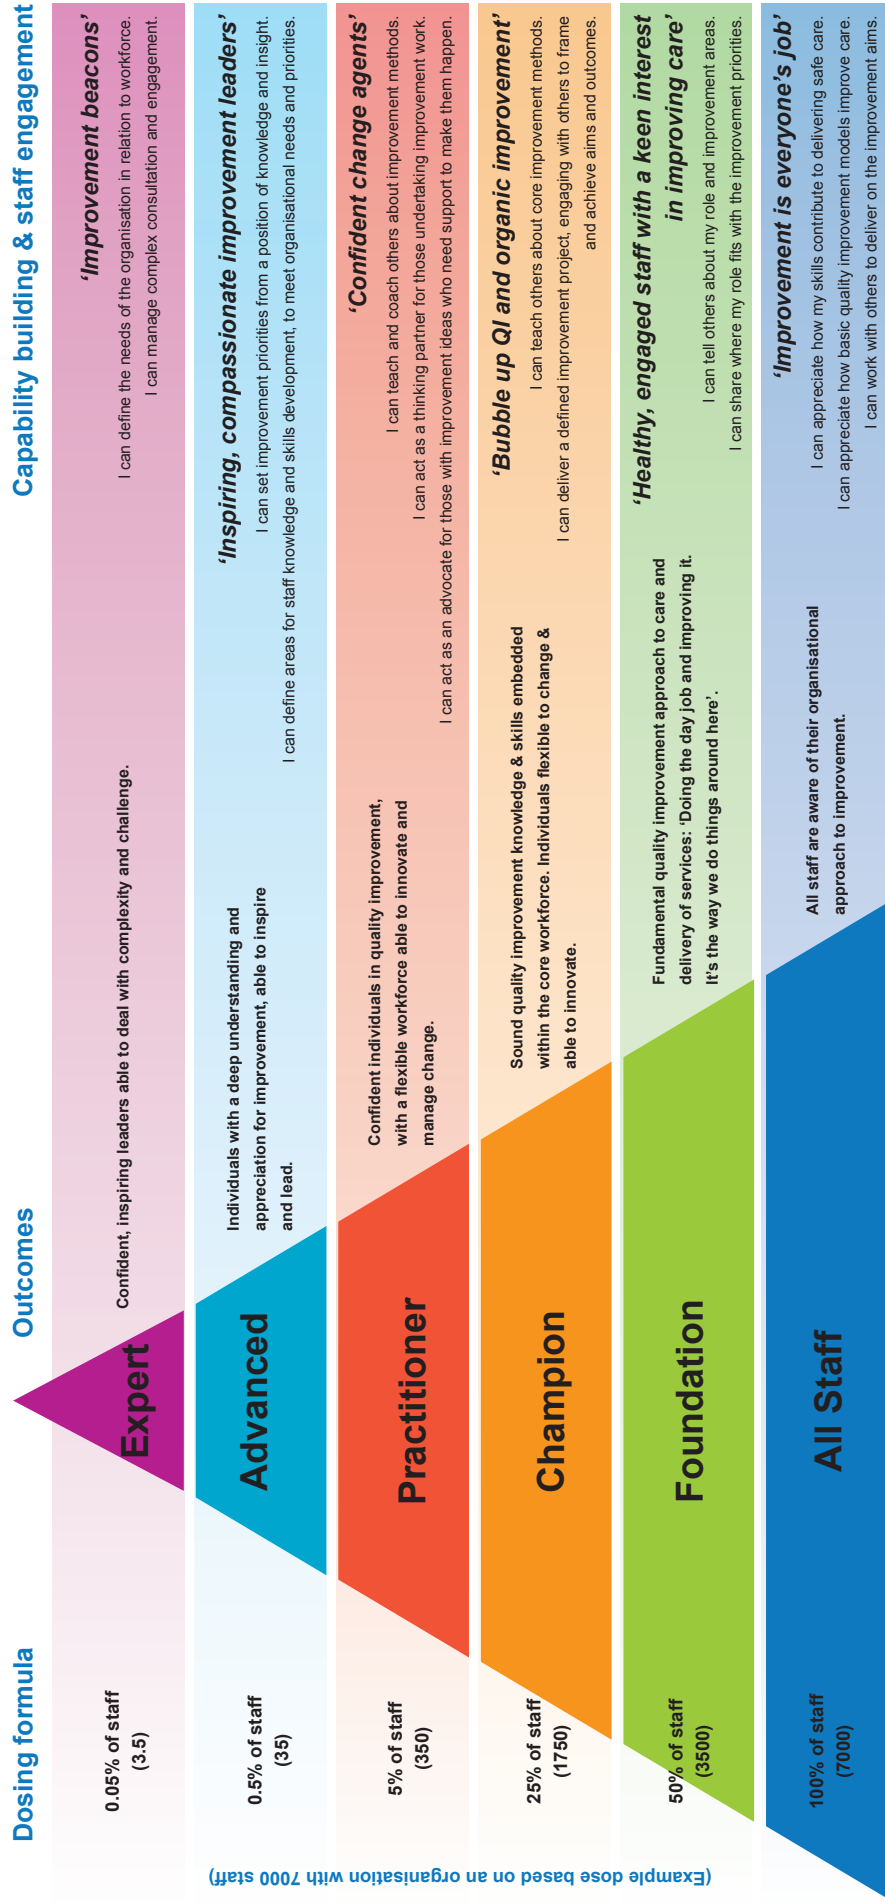 Dosing formula
Outcomes
Capability building & staff engagement
(Example dose based on an organisation with 7000 staff)
0.05% of staff
(3.5)
Expert
Confident, inspiring leaders able to deal with complexity and challenge.
‘Improvement beacons’
I can define the needs of the organisation in relation to workforce.
I can manage complex consultation and engagement.
0.5% of staff
(35)
Advanced
Individuals with a deep understanding and
appreciation for improvement, able to inspire
and lead.
‘Inspiring, compassionate improvement leaders’
I can set improvement priorities from a position of knowledge and insight.
I can define areas for staff knowledge and skills development, to meet organisational needs and priorities.
5% of staff
(350)
Practitioner
Confident individuals in quality improvement,
with a flexible workforce able to innovate and
manage change.
‘Confident change agents’
I can teach and coach others about improvement methods.
I can act as a thinking partner for those undertaking improvement work.
I can act as an advocate for those with improvement ideas who need support to make them happen.
25% of staff
(1750)
Champion
Sound quality improvement knowledge & skills embedded
within the core workforce. Individuals flexible to change &
able to innovate.
‘Bubble up QI and organic improvement’
I can teach others about core improvement methods.
I can deliver a defined improvement project, engaging with others to frame
and achieve aims and outcomes.
50% of staff
(3500)
Foundation
Fundamental quality improvement approach to care and
delivery of services: ‘Doing the day job and improving it.
It’s the way we do things around here’.
‘Healthy, engaged staff with a keen interest
in improving care’
I can tell others about my role and improvement areas.
I can share where my role fits with the improvement priorities.
100% of staff
(7000)
All Staff
All staff are aware of their organisational
approach to improvement.
‘Improvement is everyone’s job’
I can appreciate how my skills contribute to delivering safe care.
I can appreciate how basic quality improvement models improve care.
I can work with others to deliver on the improvement aims.